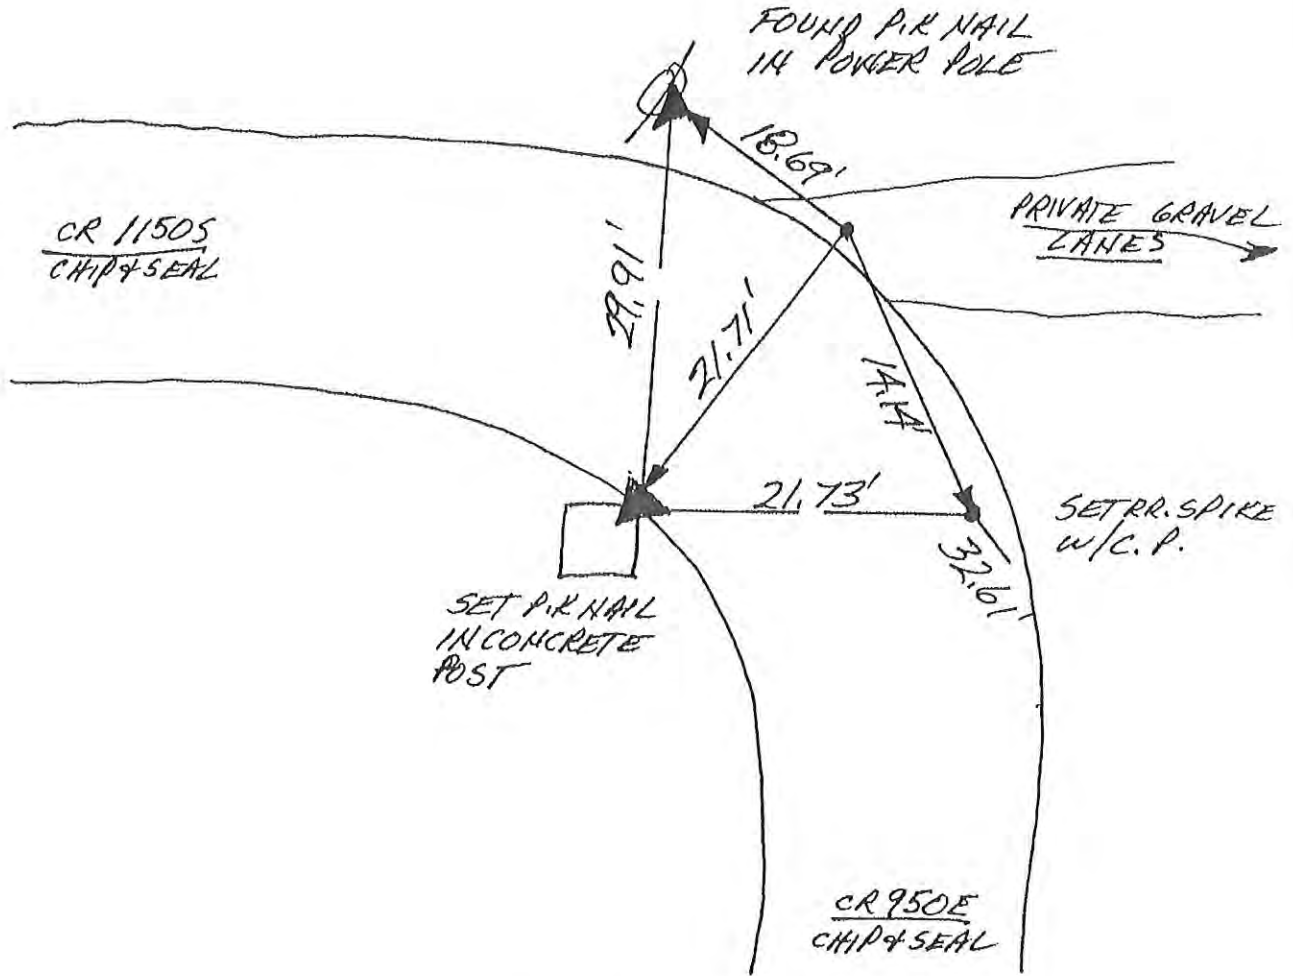 FOUND P.K NAIL
IN POWER POLE
18.69'
CR 1150S
CHIP & SEAL
PRIVATE GRAVEL
LANES
29.91'
21.71'
14.14'
21.73'
SET RR. SPIKE
W/C.P.
32.61'
SET P.K NAIL
IN CONCRETE
POST
CR 950E
CHIP & SEAL